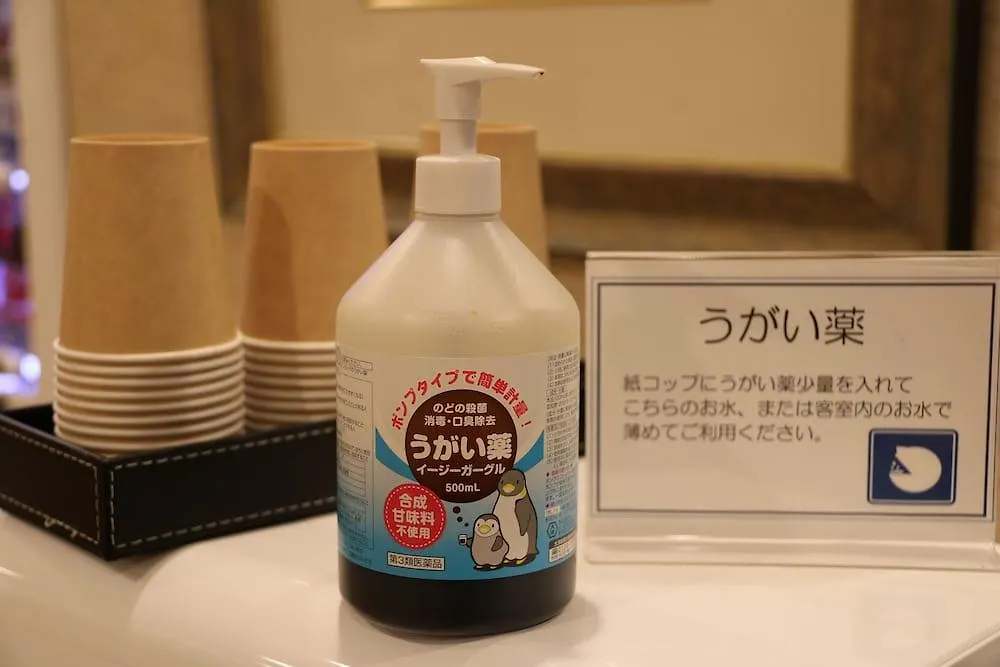 ポンプタイプで簡単計量!
のどの殺菌
消毒・口臭除去
うがい薬
イージーガーグル
500mL
合成
甘味料
不使用
第3類医薬品
うがい薬
紙コップにうがい薬少量を入れて
こちらのお水、または客室内のお水で
薄めてご利用ください。